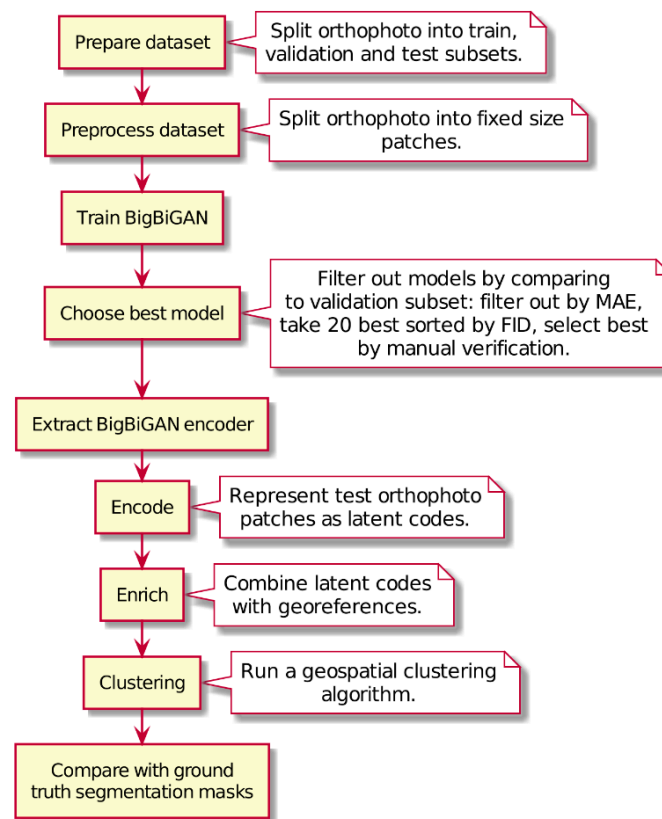 Prepare dataset
Split orthophoto into train,
validation and test subsets.
Preprocess dataset
Split orthophoto into fixed size
patches.
Train BigBiGAN
Choose best model
Filter out models by comparing
to validation subset: filter out by MAE,
take 20 best sorted by FID, select best
by manual verification.
Extract BigBiGAN encoder
Encode
Represent test orthophoto
patches as latent codes.
Enrich
Combine latent codes
with georeferences.
Clustering
Run a geospatial clustering
algorithm.
Compare with ground
truth segmentation masks